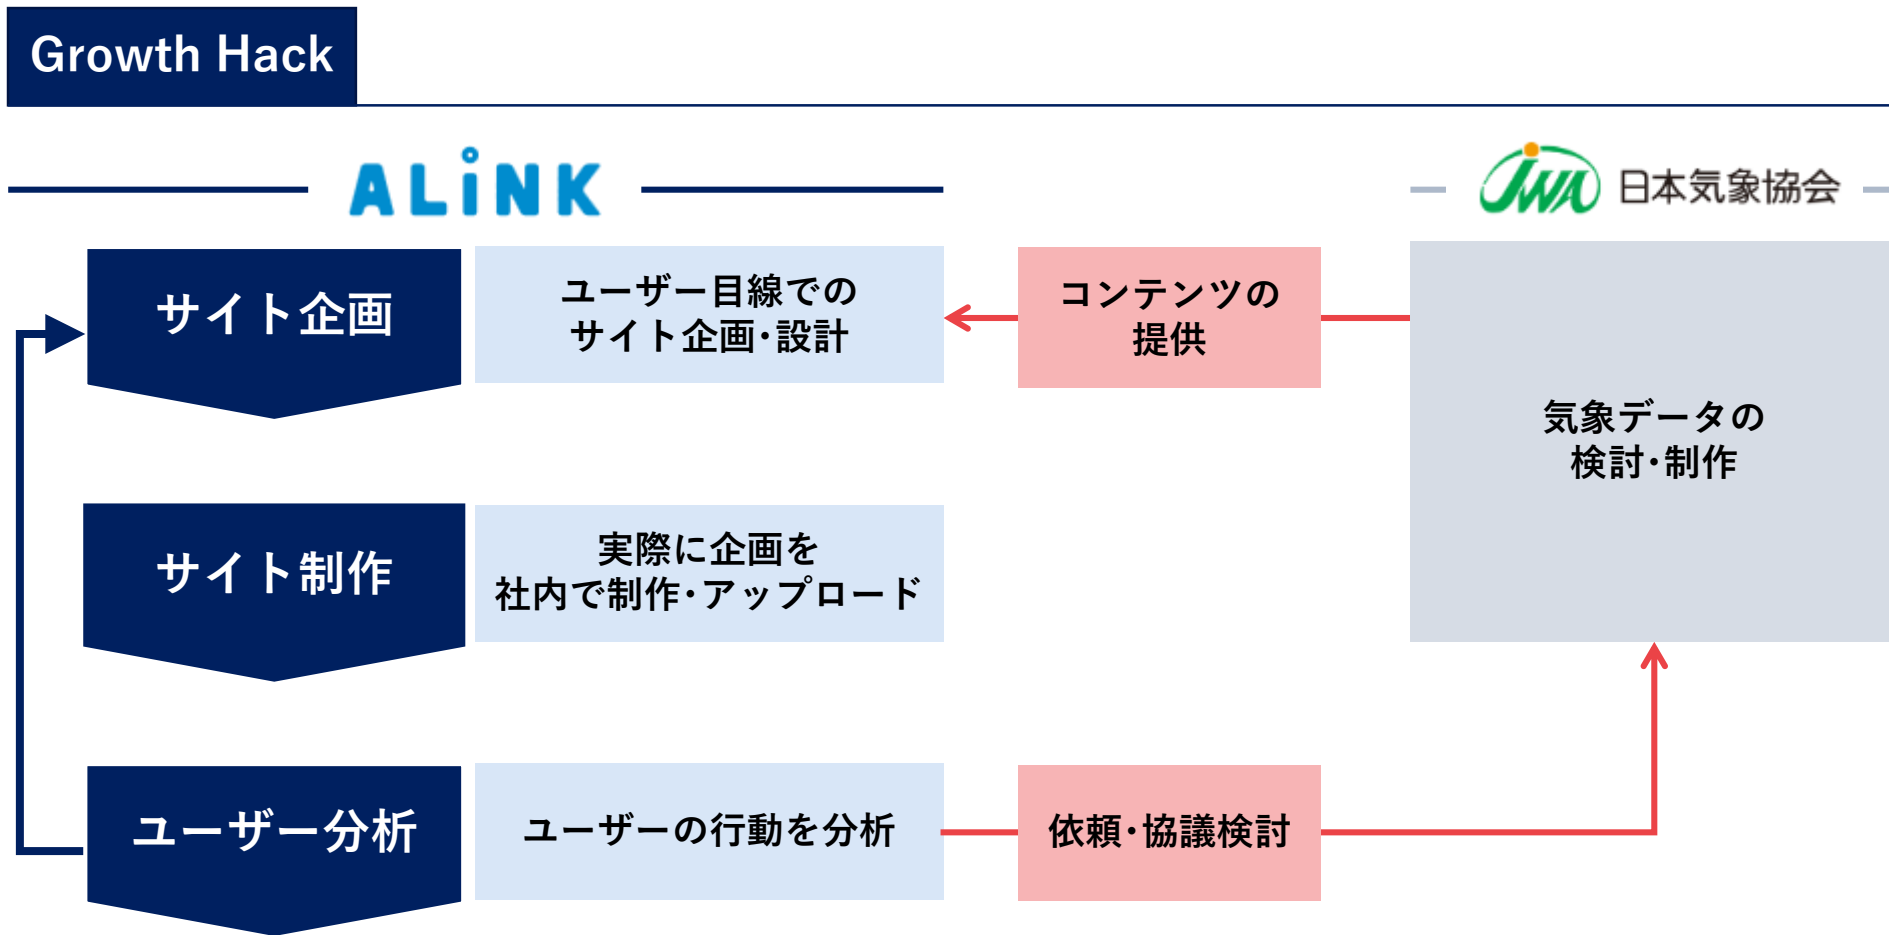 Growth Hack
ALiNK
JWA 日本気象協会
サイト企画
ユーザー目線での
サイト企画･設計
コンテンツの
提供
気象データの
検討･制作
サイト制作
実際に企画を
社内で制作･アップロード
ユーザー分析
ユーザーの行動を分析
依頼･協議検討